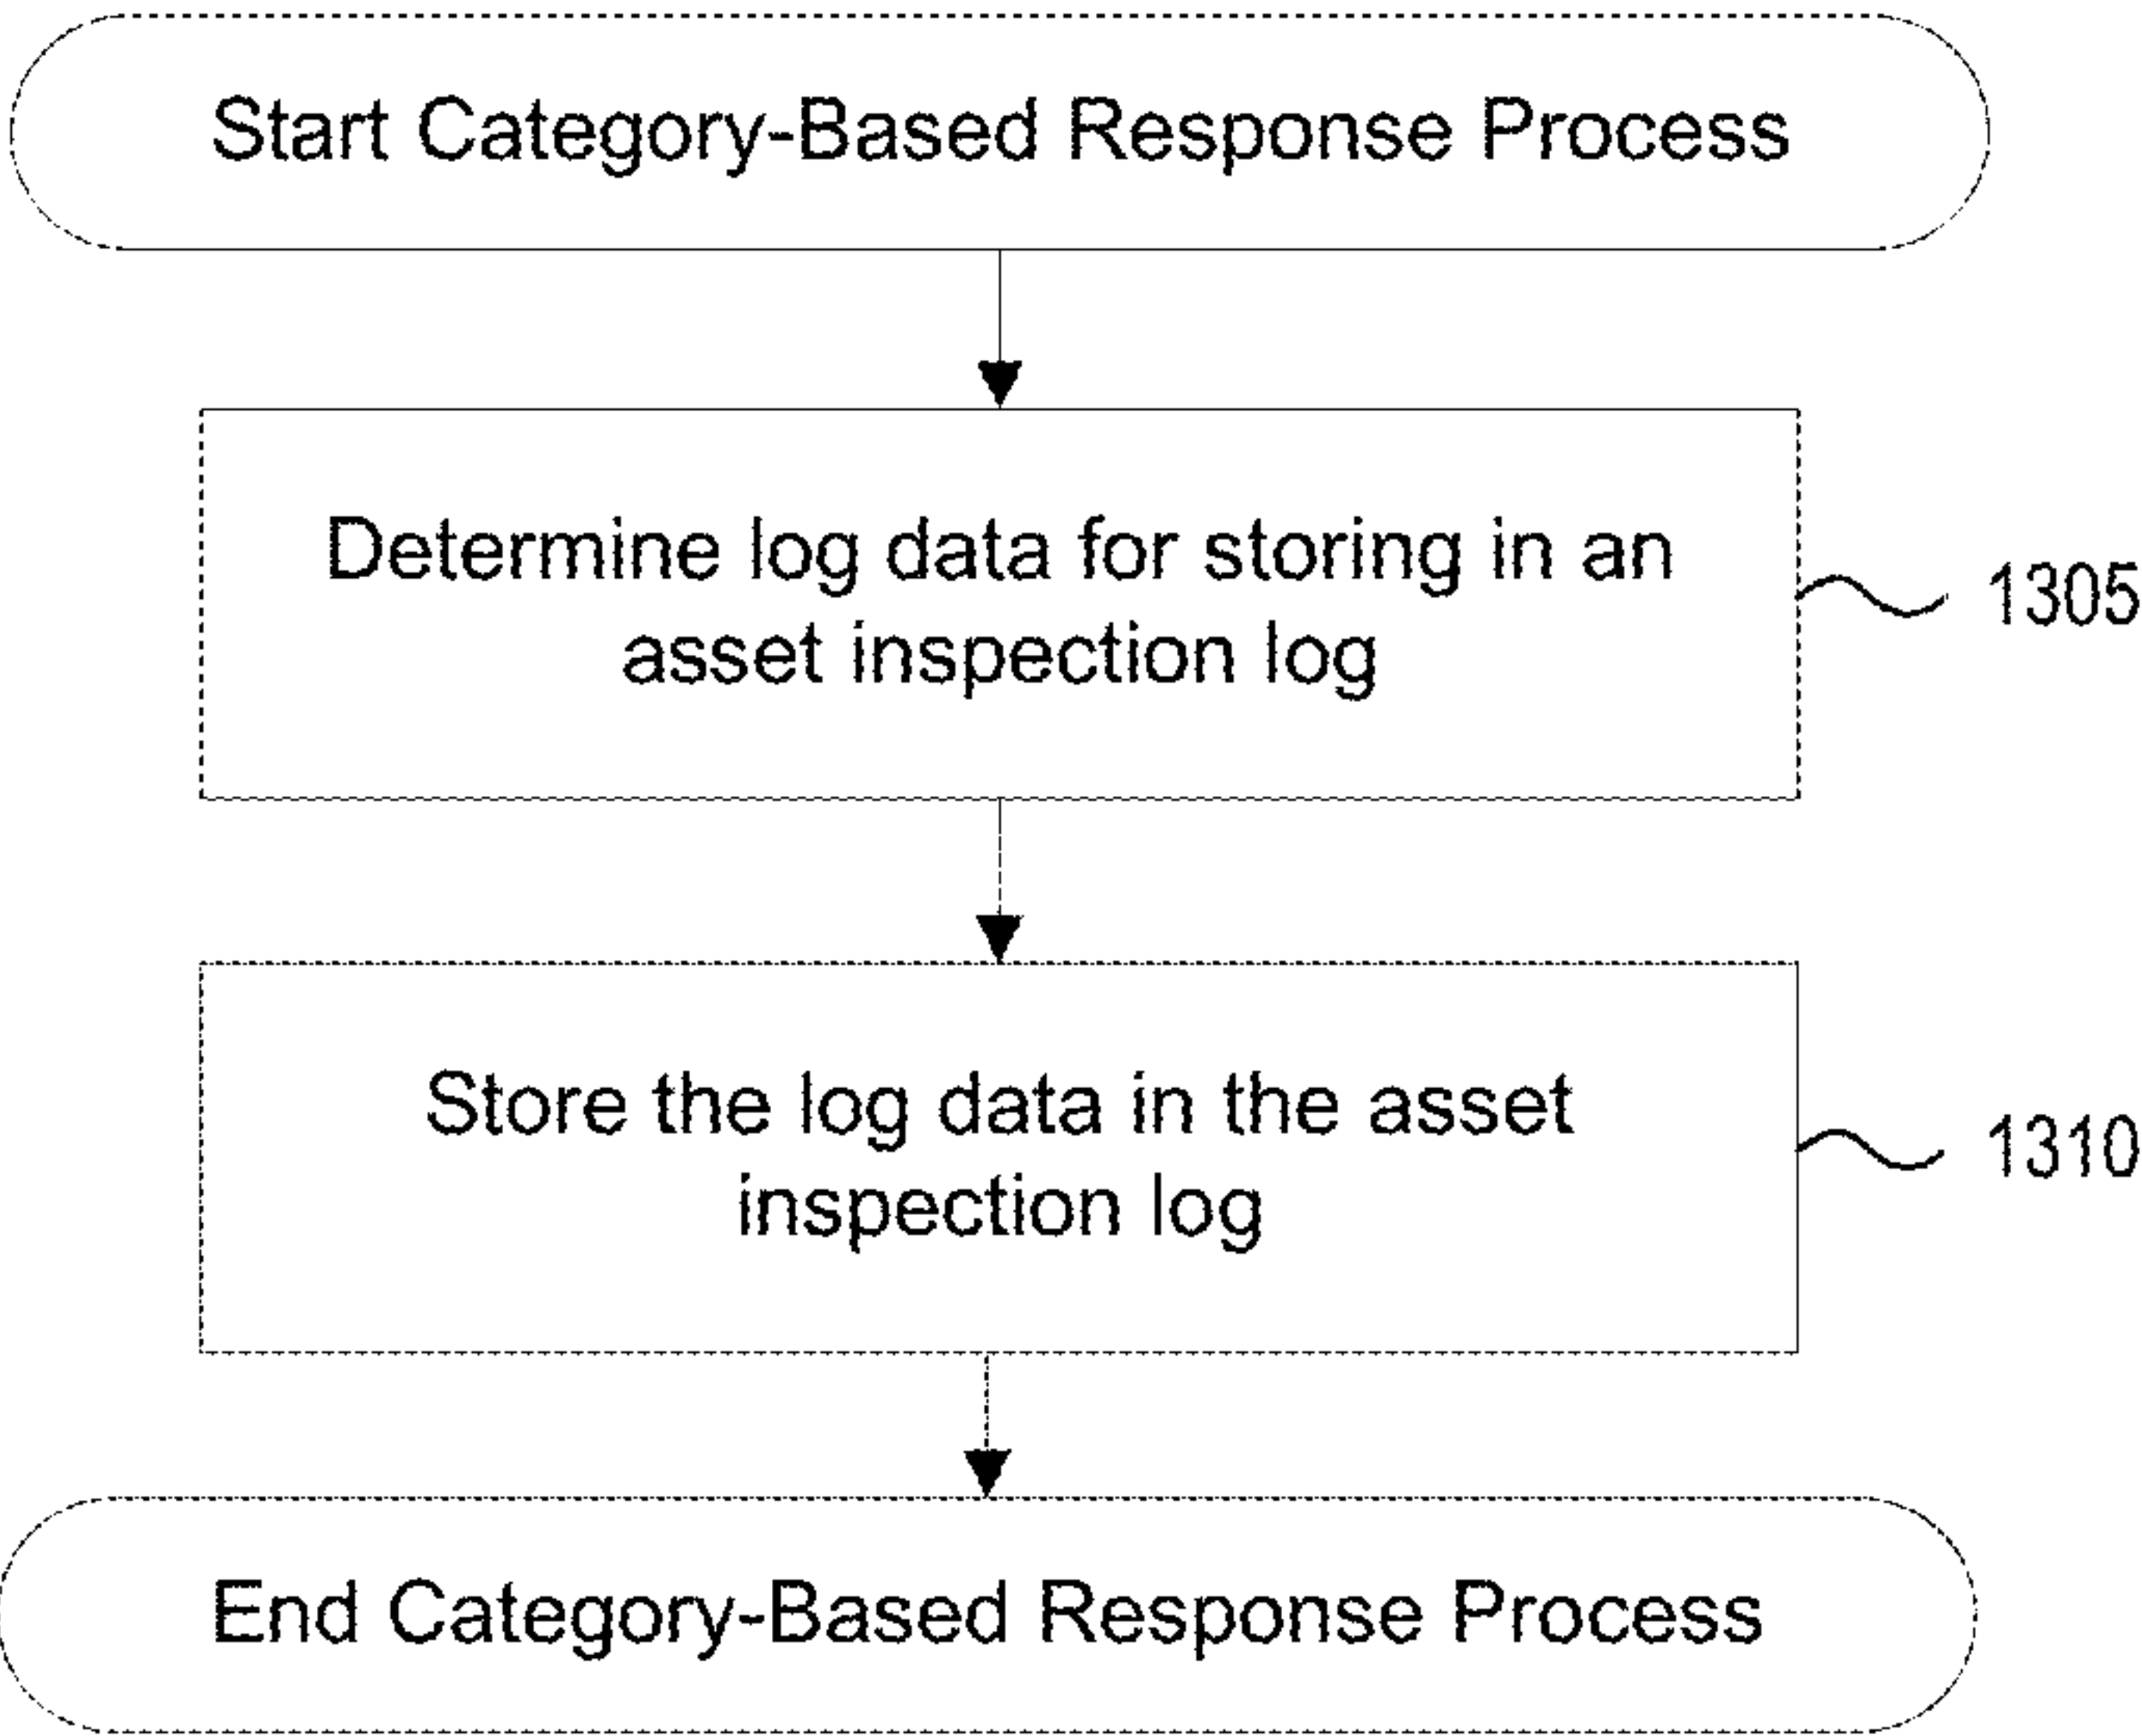 Start Category-Based Response Process
Determine log data for storing in an
asset inspection log
1305
Store the log data in the asset
inspection log
1310
End Category-Based Response Process